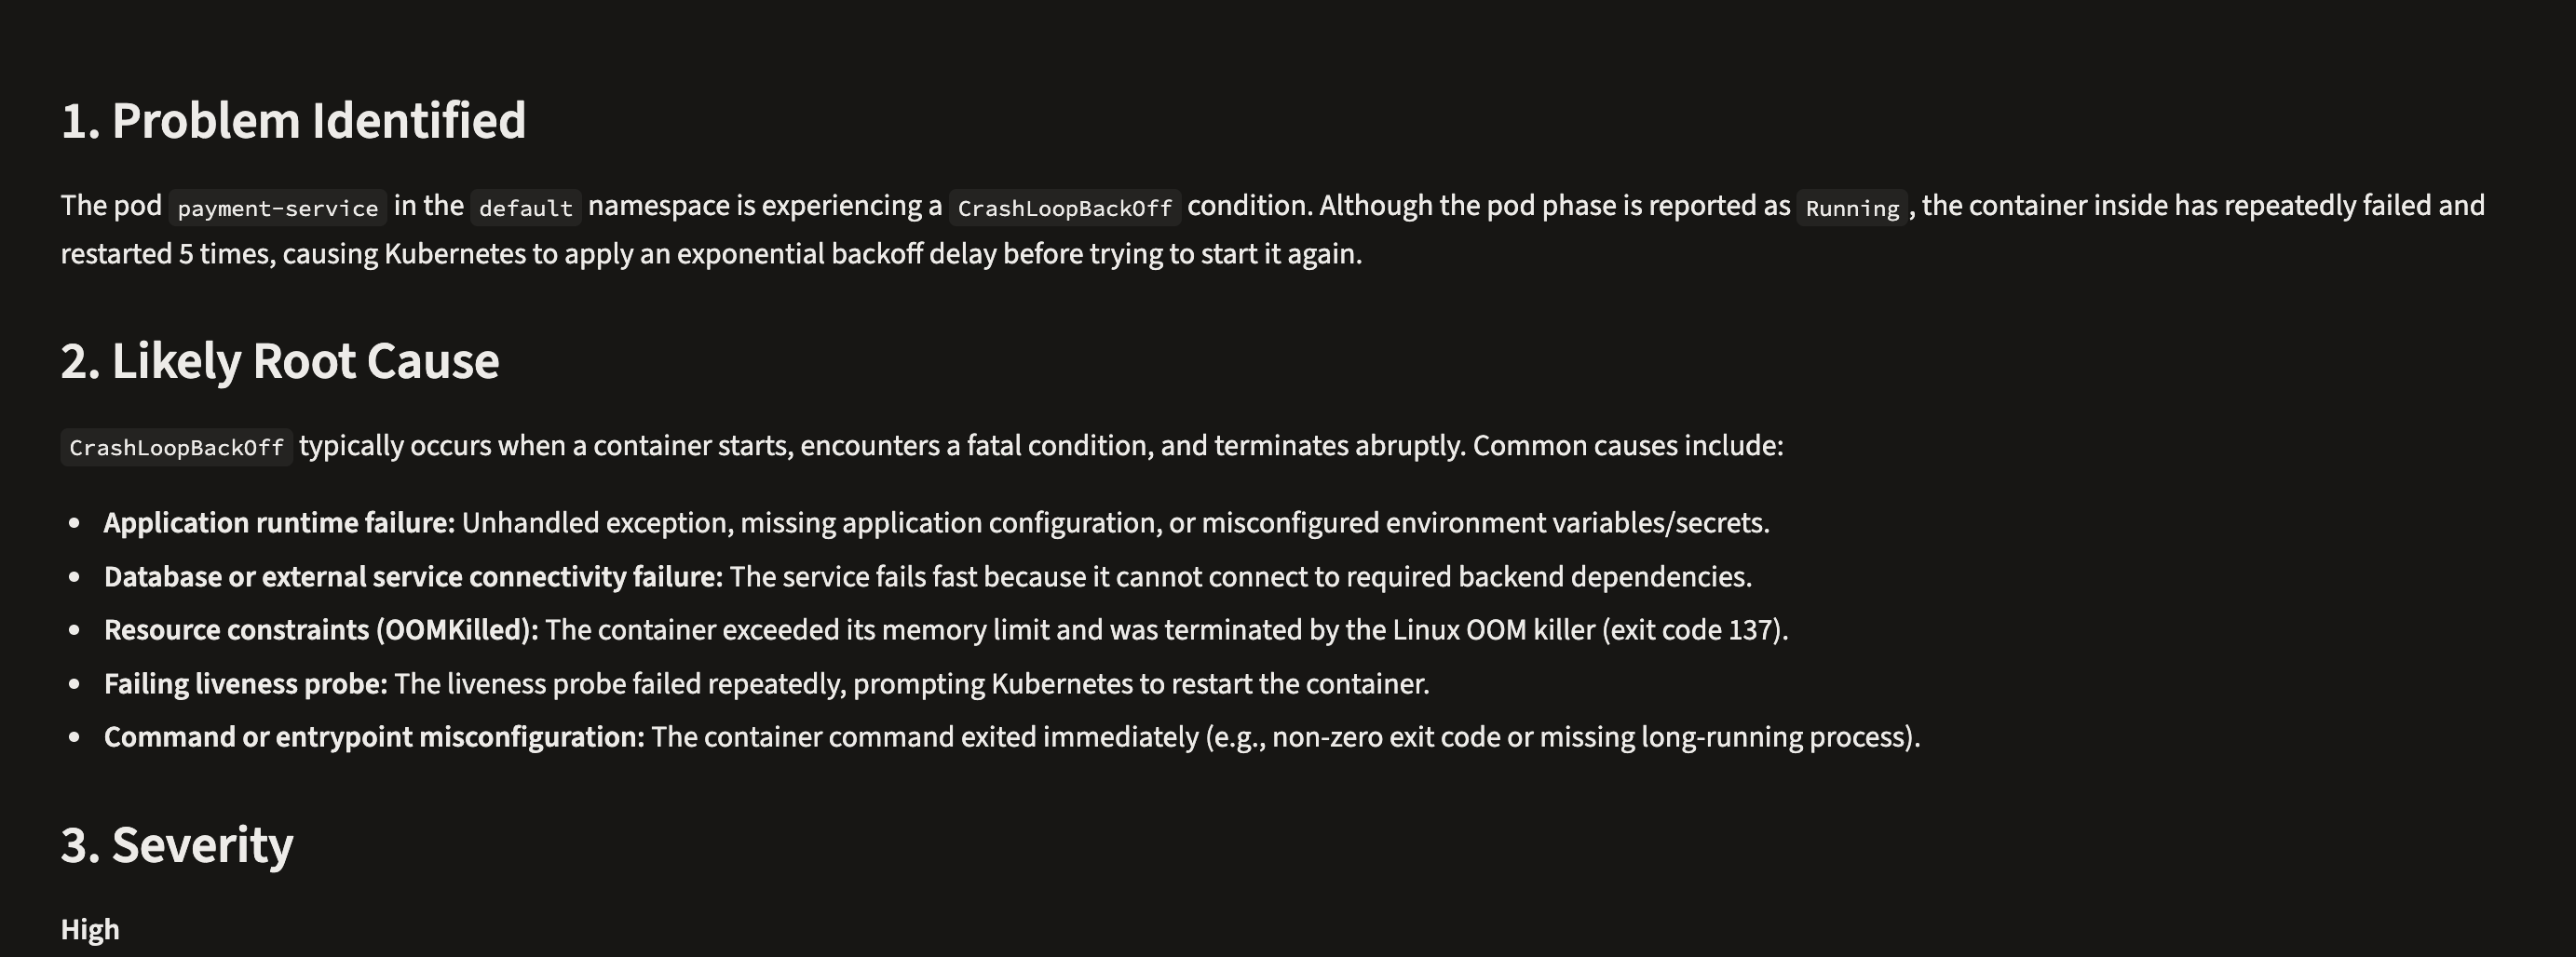 1. Problem Identified
The pod payment-service in the default namespace is experiencing a CrashLoopBackOff condition. Although the pod phase is reported as Running, the container inside has repeatedly failed and
restarted 5 times, causing Kubernetes to apply an exponential backoff delay before trying to start it again.
2. Likely Root Cause
CrashLoopBackOff typically occurs when a container starts, encounters a fatal condition, and terminates abruptly. Common causes include:
• Application runtime failure: Unhandled exception, missing application configuration, or misconfigured environment variables/secrets.
• Database or external service connectivity failure: The service fails fast because it cannot connect to required backend dependencies.
• Resource constraints (OOMKilled): The container exceeded its memory limit and was terminated by the Linux OOM killer (exit code 137).
• Failing liveness probe: The liveness probe failed repeatedly, prompting Kubernetes to restart the container.
• Command or entrypoint misconfiguration: The container command exited immediately (e.g., non-zero exit code or missing long-running process).
3. Severity
High